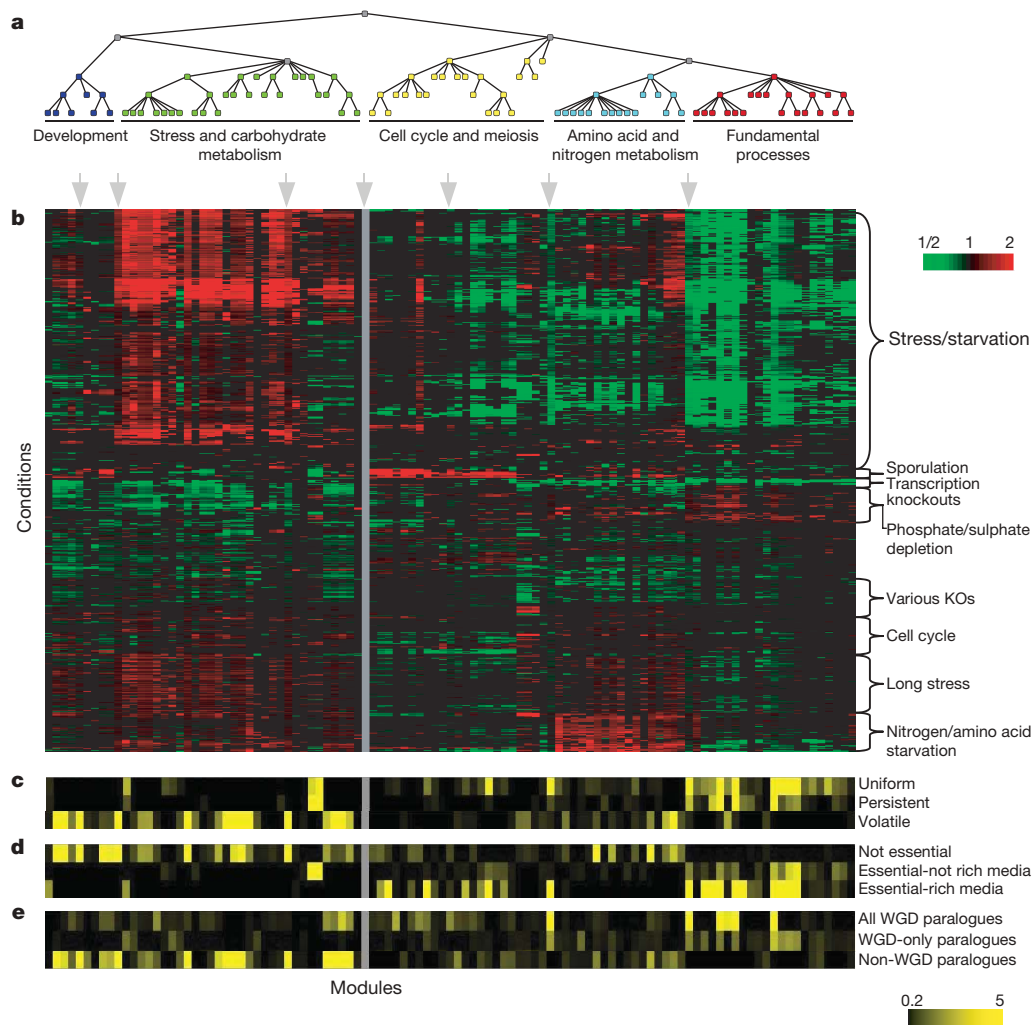 a
Development
Stress and carbohydrate
metabolism
Cell cycle and meiosis
Amino acid and
nitrogen metabolism
Fundamental
processes
b
1/2 1 2
Conditions
Stress/starvation
Sporulation
Transcription
knockouts
Phosphate/sulphate
depletion
Various KOs
Cell cycle
Long stress
Nitrogen/amino acid
starvation
c
Uniform
Persistent
Volatile
d
Not essential
Essential-not rich media
Essential-rich media
e
All WGD paralogues
WGD-only paralogues
Non-WGD paralogues
Modules
0.2 5